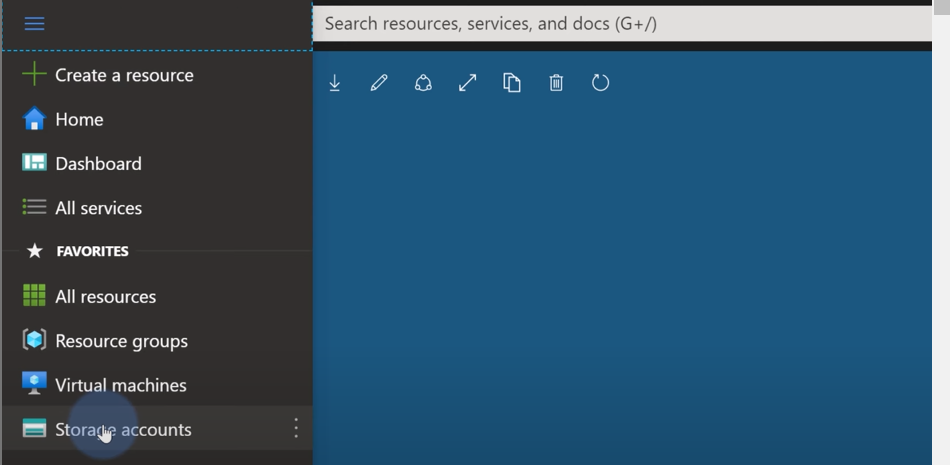 Search resources, services, and docs (G+/)
Create a resource
Home
Dashboard
All services
FAVORITES
All resources
Resource groups
Virtual machines
Storage accounts